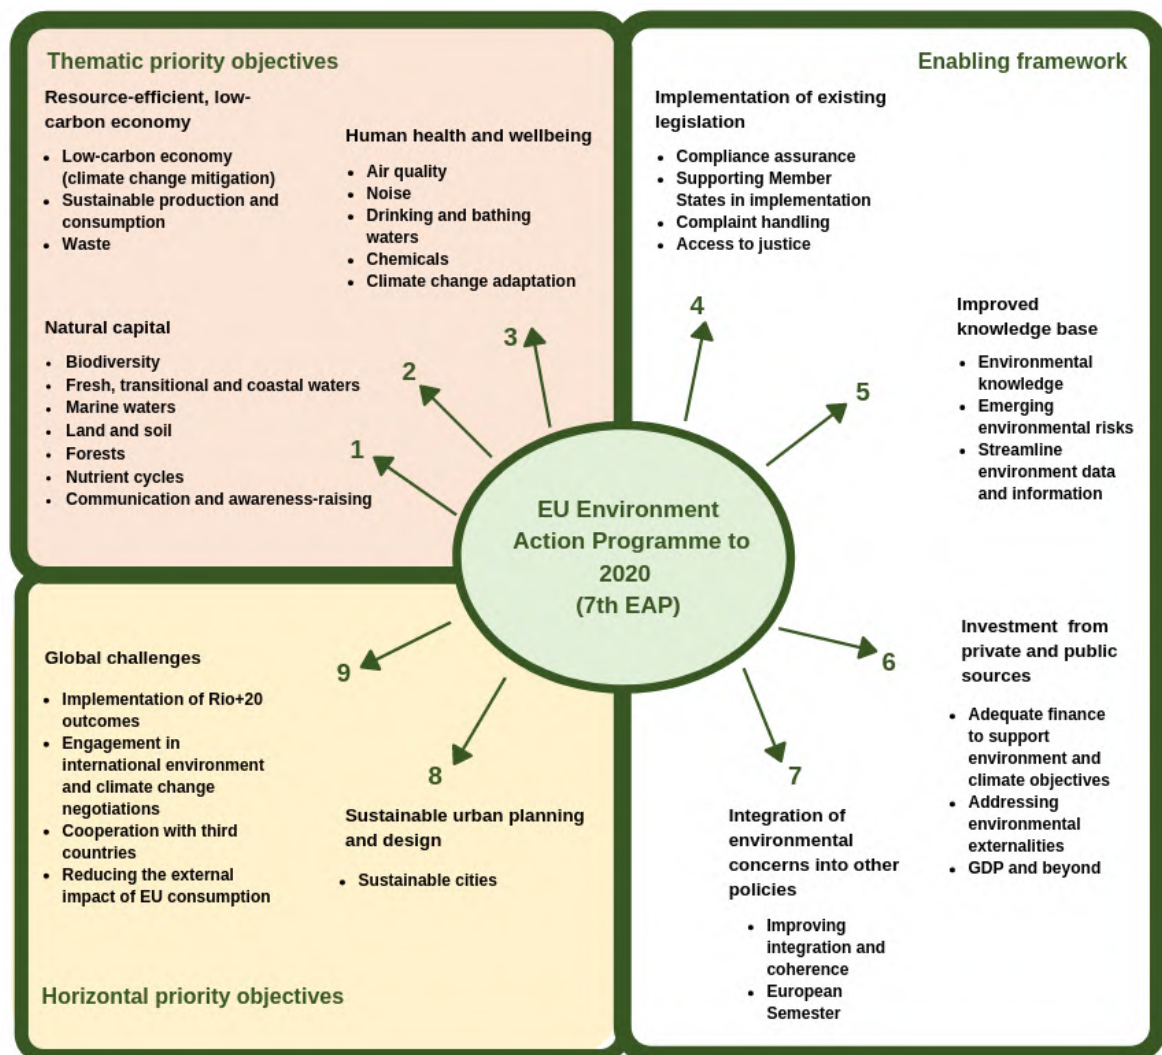 Thematic priority objectives
Resource-efficient, low-
carbon economy
• Low-carbon economy
(climate change mitigation)
• Sustainable production and
consumption
• Waste
Human health and wellbeing
• Air quality
• Noise
• Drinking and bathing
waters
• Chemicals
• Climate change adaptation
Natural capital
• Biodiversity
• Fresh, transitional and coastal waters
• Marine waters
• Land and soil
• Forests
• Nutrient cycles
• Communication and awareness-raising
1
2
3
Enabling framework
Implementation of existing
legislation
• Compliance assurance
• Supporting Member
States in implementation
• Complaint handling
• Access to justice
4
5
Improved
knowledge base
• Environmental
knowledge
• Emerging
environmental risks
• Streamline
environment data
and information
EU Environment
Action Programme to
2020
(7th EAP)
6
Investment from
private and public
sources
• Adequate finance
to support
environment and
climate objectives
• Addressing
environmental
externalities
• GDP and beyond
7
Integration of
environmental
concerns into other
policies
• Improving
integration and
coherence
• European
Semester
8
Sustainable urban planning
and design
• Sustainable cities
9
Global challenges
• Implementation of Rio+20
outcomes
• Engagement in
international environment
and climate change
negotiations
• Cooperation with third
countries
• Reducing the external
impact of EU consumption
Horizontal priority objectives